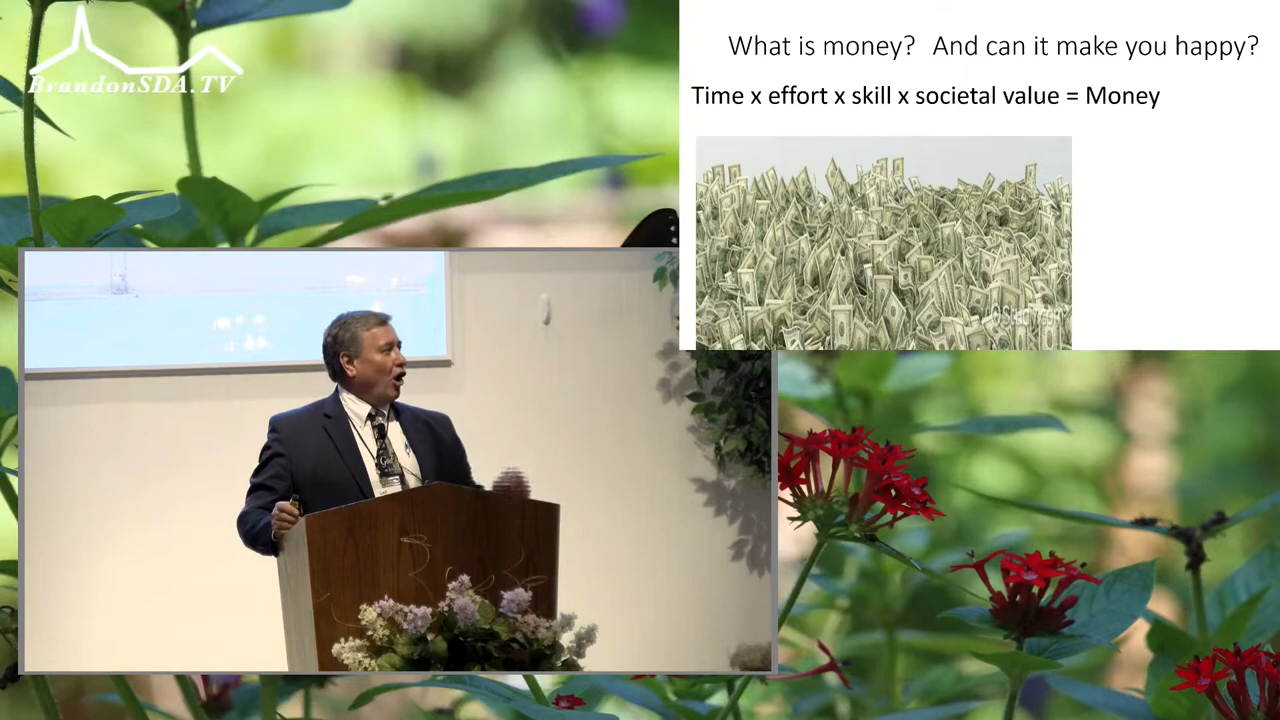 BrandonSDA.TV
What is money? And can it make you happy?
Time x effort x skill x societal value = Money